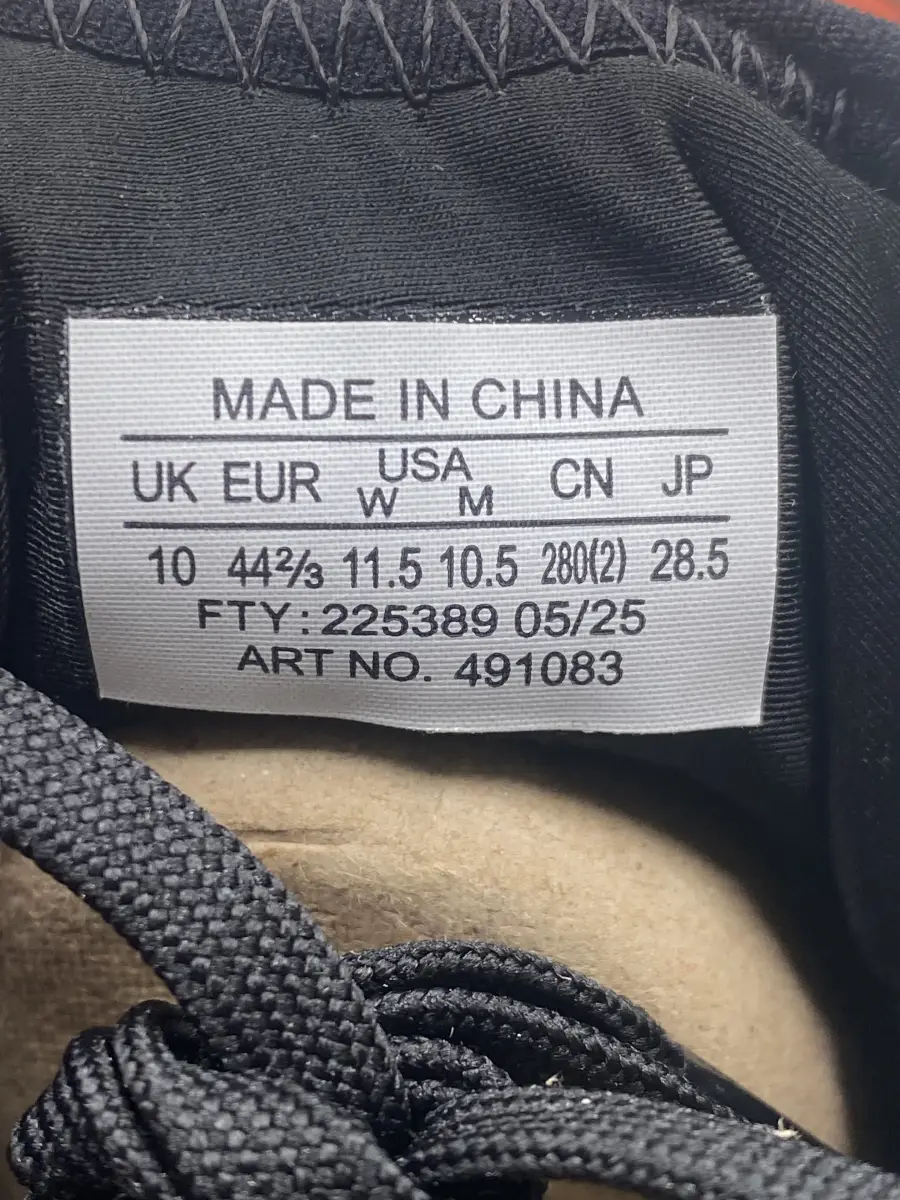 MADE IN CHINA
UK EUR USA CN JP
W M
10 44⅔ 11.5 10.5 280(2) 28.5
FTY:225389 05/25
ART NO. 491083